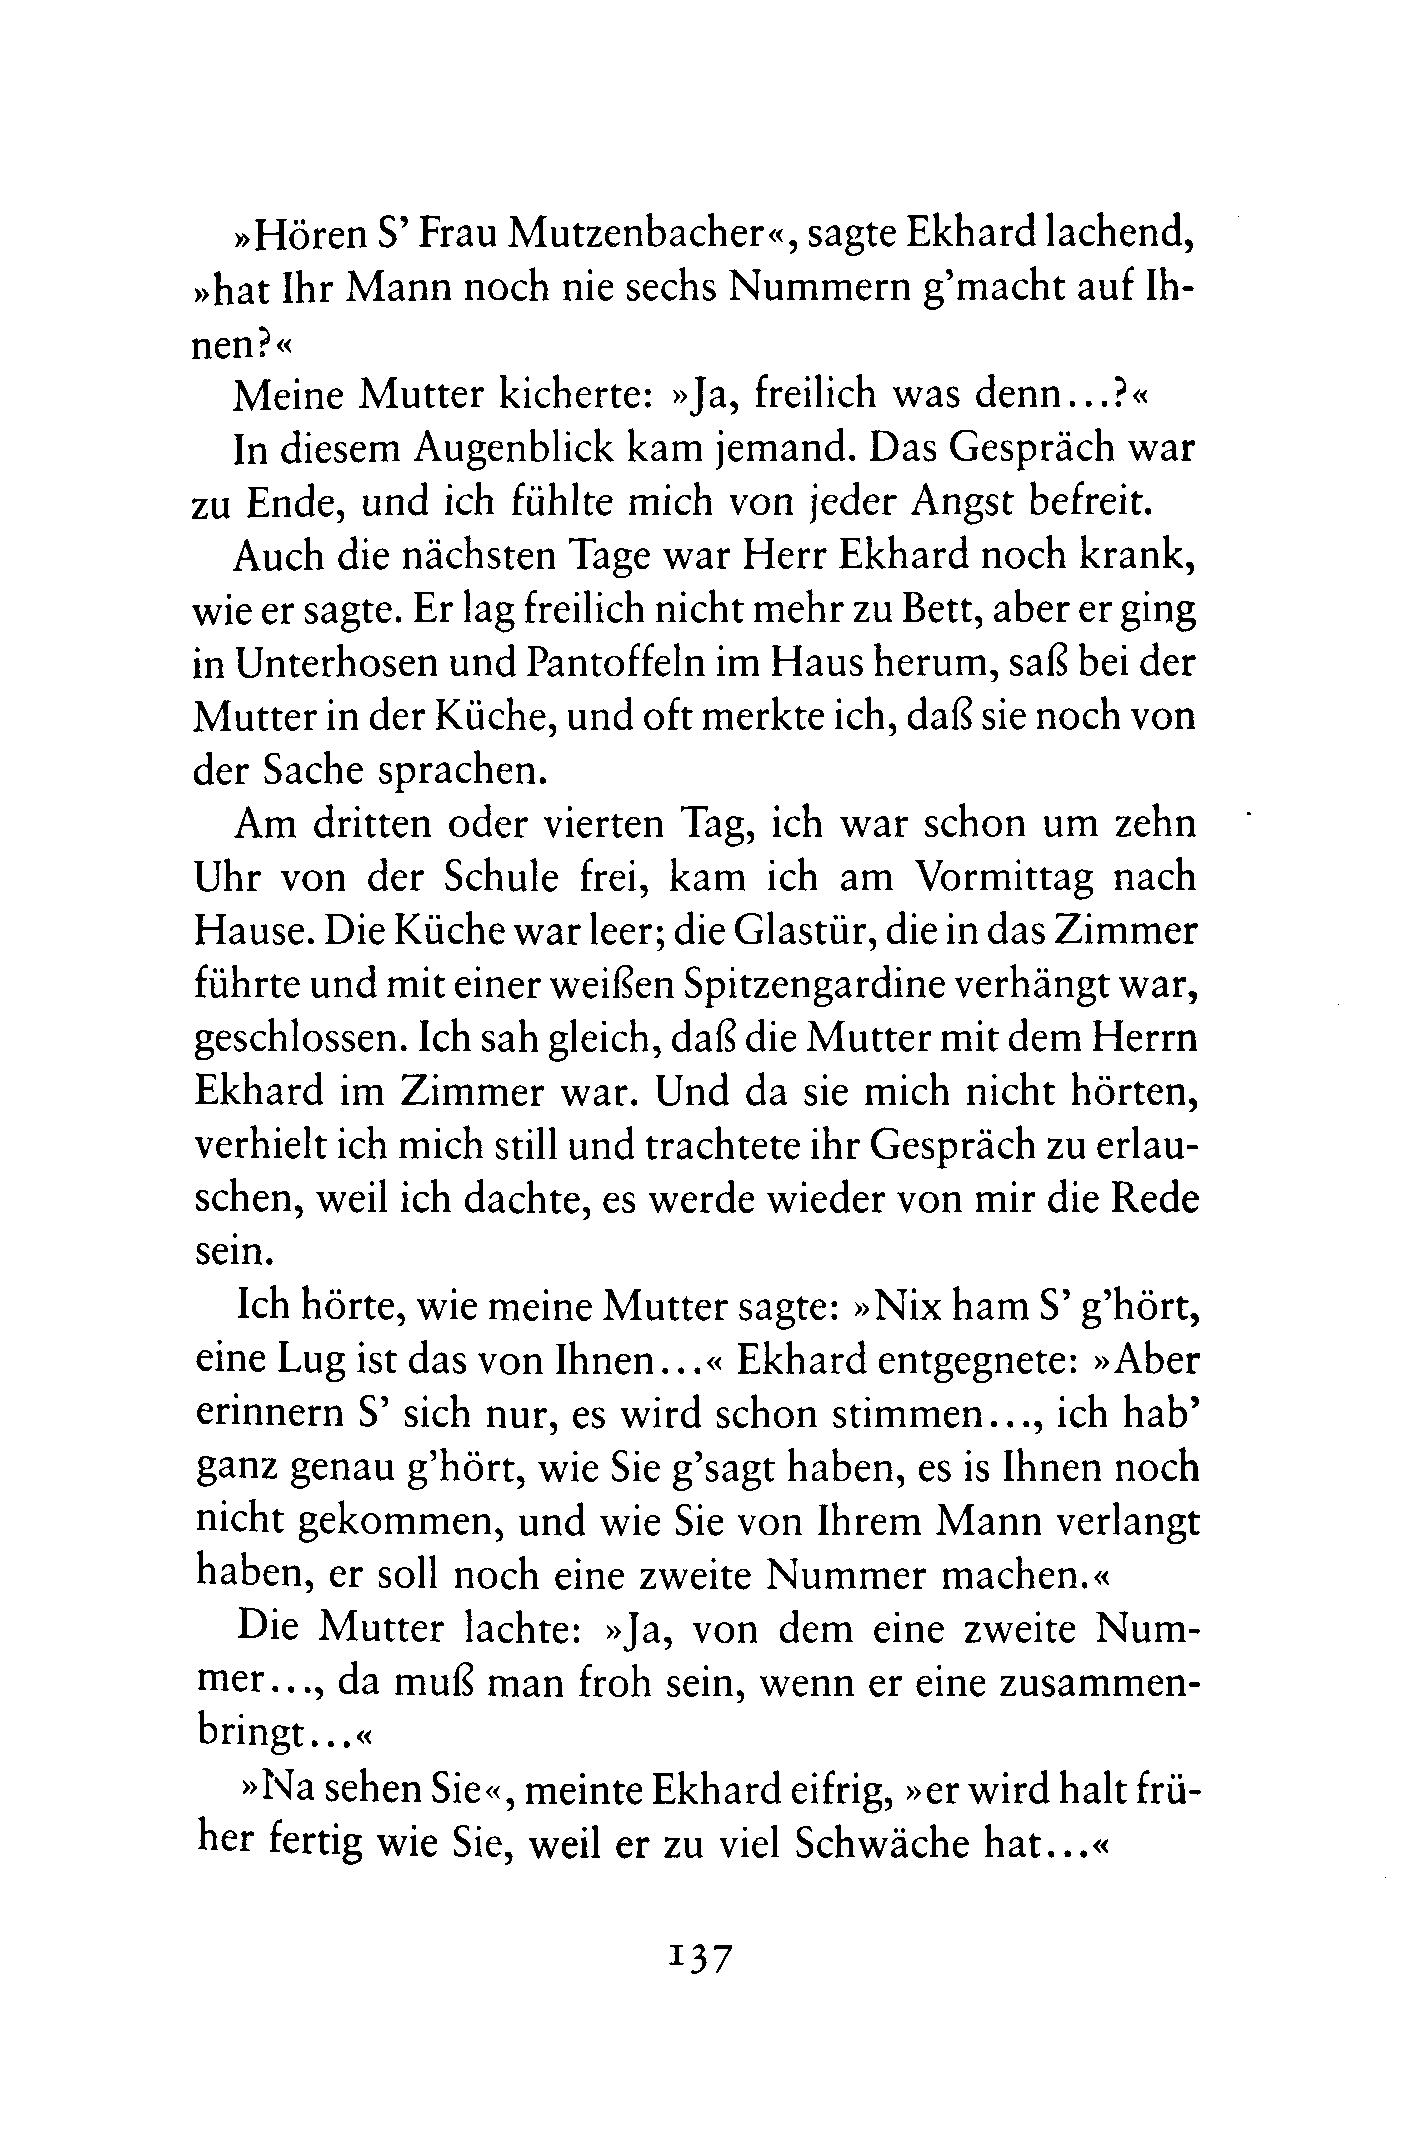 »Hören S’ Frau Mutzenbacher«, sagte Ekhard lachend,
»hat Ihr Mann noch nie sechs Nummern g’macht auf Ih-
nen?«
Meine Mutter kicherte: »Ja, freilich was denn...?«
In diesem Augenblick kam jemand. Das Gespräch war
zu Ende, und ich fühlte mich von jeder Angst befreit.
Auch die nächsten Tage war Herr Ekhard noch krank,
wie er sagte. Er lag freilich nicht mehr zu Bett, aber er ging
in Unterhosen und Pantoffeln im Haus herum, saß bei der
Mutter in der Küche, und oft merkte ich, daß sie noch von
der Sache sprachen.
Am dritten oder vierten Tag, ich war schon um zehn
Uhr von der Schule frei, kam ich am Vormittag nach
Hause. Die Küche war leer; die Glastür, die in das Zimmer
führte und mit einer weißen Spitzengardine verhängt war,
geschlossen. Ich sah gleich, daß die Mutter mit dem Herrn
Ekhard im Zimmer war. Und da sie mich nicht hörten,
verhielt ich mich still und trachtete ihr Gespräch zu erlau-
schen, weil ich dachte, es werde wieder von mir die Rede
sein.
Ich hörte, wie meine Mutter sagte: »Nix ham S’ g’hört,
eine Lug ist das von Ihnen...« Ekhard entgegnete: »Aber
erinnern S’ sich nur, es wird schon stimmen..., ich hab’
ganz genau g’hört, wie Sie g’sagt haben, es is Ihnen noch
nicht gekommen, und wie Sie von Ihrem Mann verlangt
haben, er soll noch eine zweite Nummer machen.«
Die Mutter lachte: »Ja, von dem eine zweite Num-
mer..., da muß man froh sein, wenn er eine zusammen-
bringt...«
»Na sehen Sie«, meinte Ekhard eifrig, »er wird halt frü-
her fertig wie Sie, weil er zu viel Schwäche hat...«
137